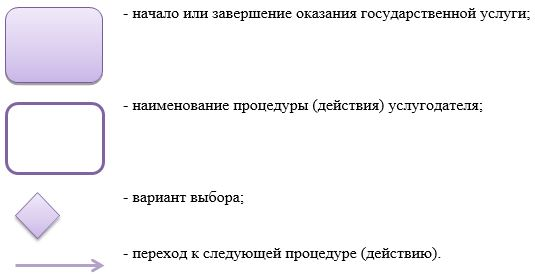 - начало или завершение оказания государственной услуги;
- наименование процедуры (действия) услугодателя;
- вариант выбора;
- переход к следующей процедуре (действию).